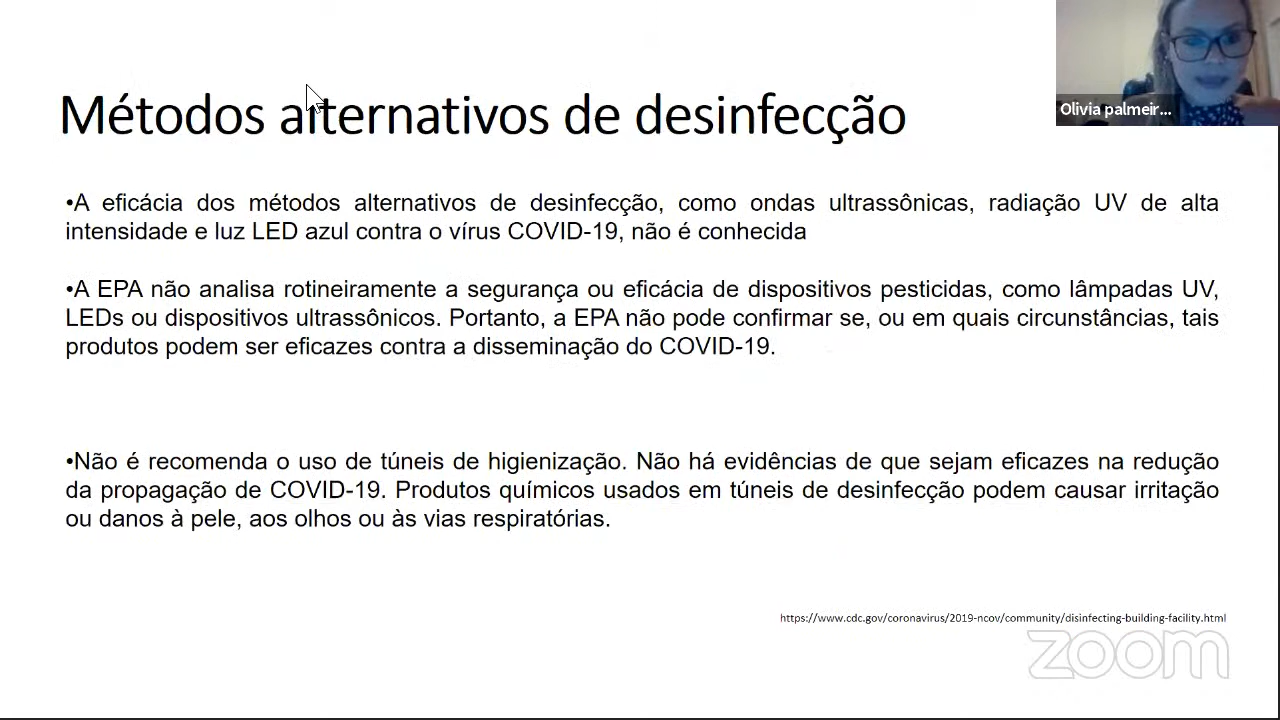 Métodos alternativos de desinfecção
Olivia palmeir...
•A eficácia dos métodos alternativos de desinfecção, como ondas ultrassônicas, radiação UV de alta
intensidade e luz LED azul contra o vírus COVID-19, não é conhecida
•A EPA não analisa rotineiramente a segurança ou eficácia de dispositivos pesticidas, como lâmpadas UV,
LEDs ou dispositivos ultrassônicos. Portanto, a EPA não pode confirmar se, ou em quais circunstâncias, tais
produtos podem ser eficazes contra a disseminação do COVID-19.
•Não é recomenda o uso de túneis de higienização. Não há evidências de que sejam eficazes na redução
da propagação de COVID-19. Produtos químicos usados em túneis de desinfecção podem causar irritação
ou danos à pele, aos olhos ou às vias respiratórias.
https://www.cdc.gov/coronavirus/2019-ncov/community/disinfecting-building-facility.html
zoom